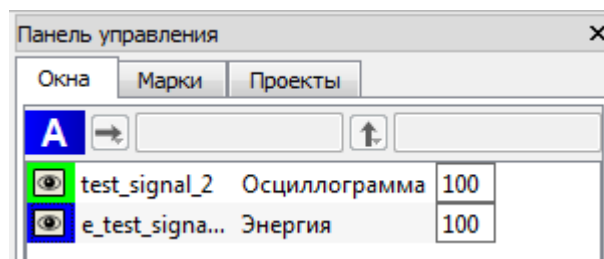 Панель управления
Окна Марки Проекты
A
test_signal_2 Осциллограмма 100
e_test_signa... Энергия 100